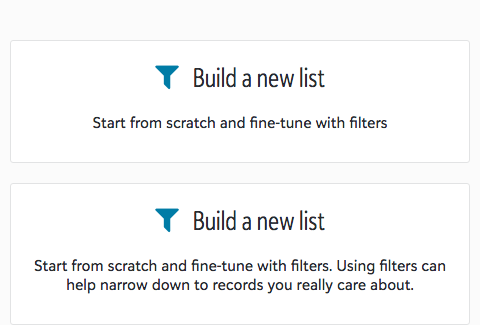 Build a new list
Start from scratch and fine-tune with filters
Build a new list
Start from scratch and fine-tune with filters. Using filters can
help narrow down to records you really care about.